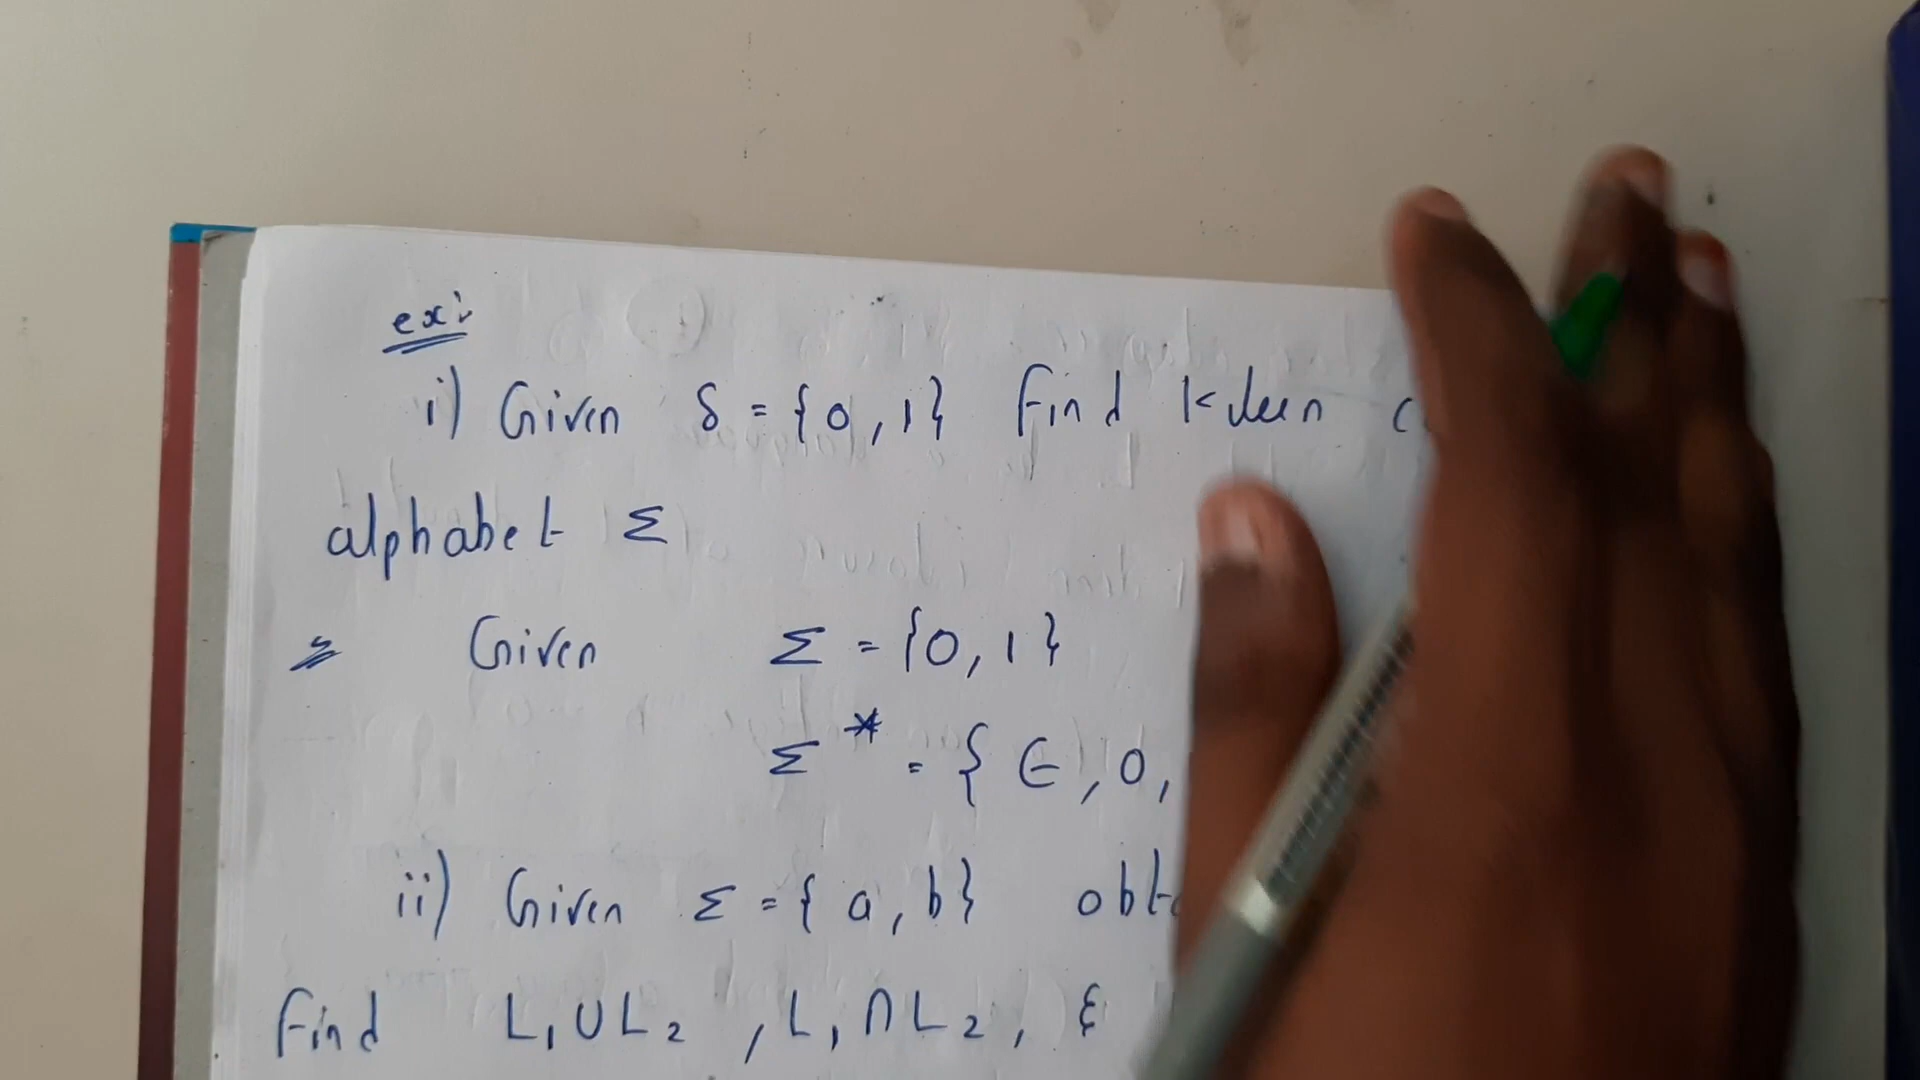 ex:
i) Given δ = {0, 1} find kleen
alphabet Σ
Given Σ = {0, 1}
Σ* = { ∈, 0,
ii) Given Σ = { a, b}
find L₁∪L₂ , L₁∩L₂, &